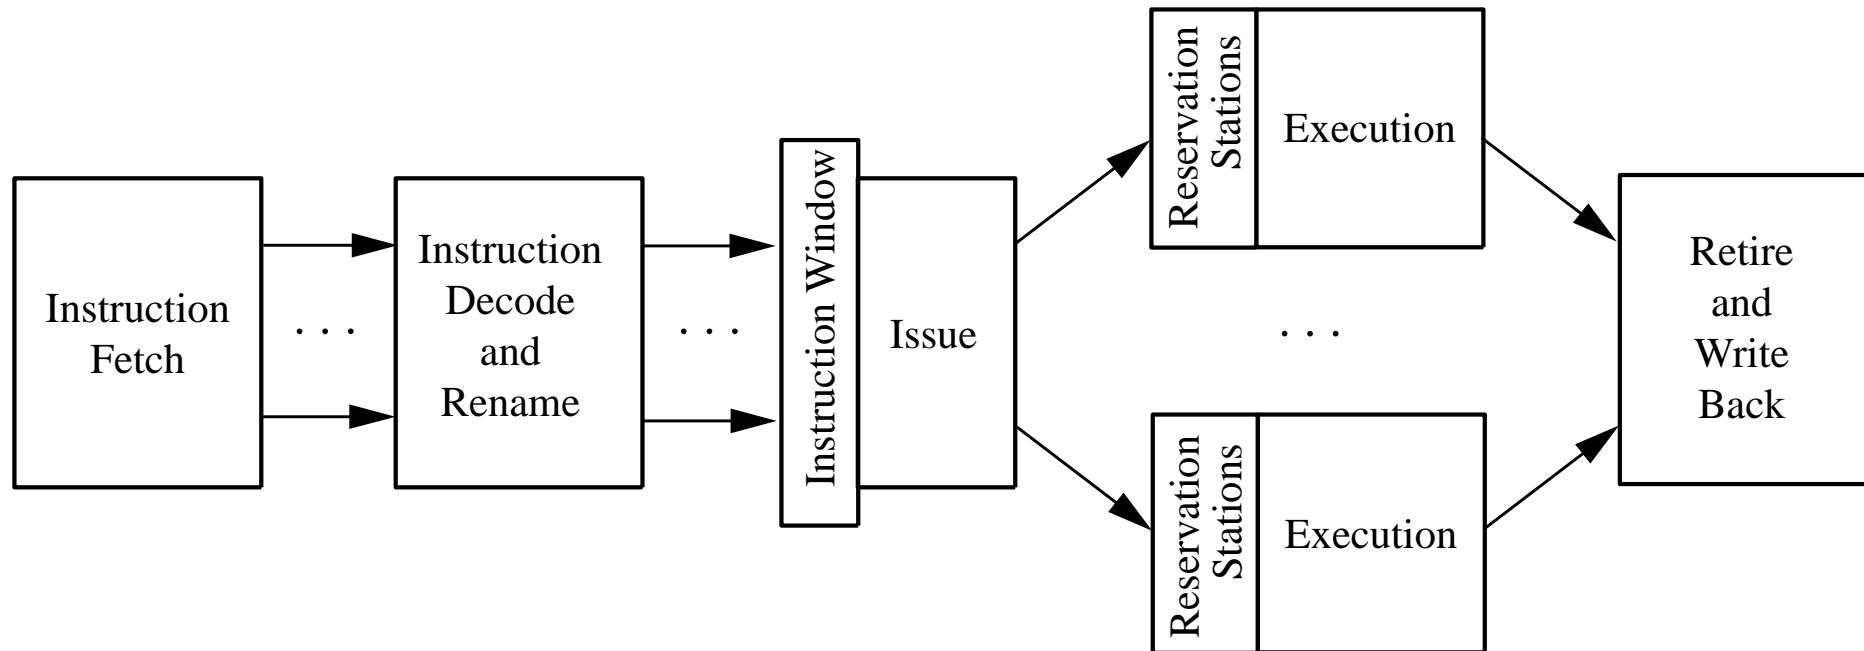 Instruction
Fetch
. . .
Instruction
Decode
and
Rename
. . .
Instruction Window
Issue
Reservation
Stations
Execution
. . .
Reservation
Stations
Execution
Retire
and
Write
Back